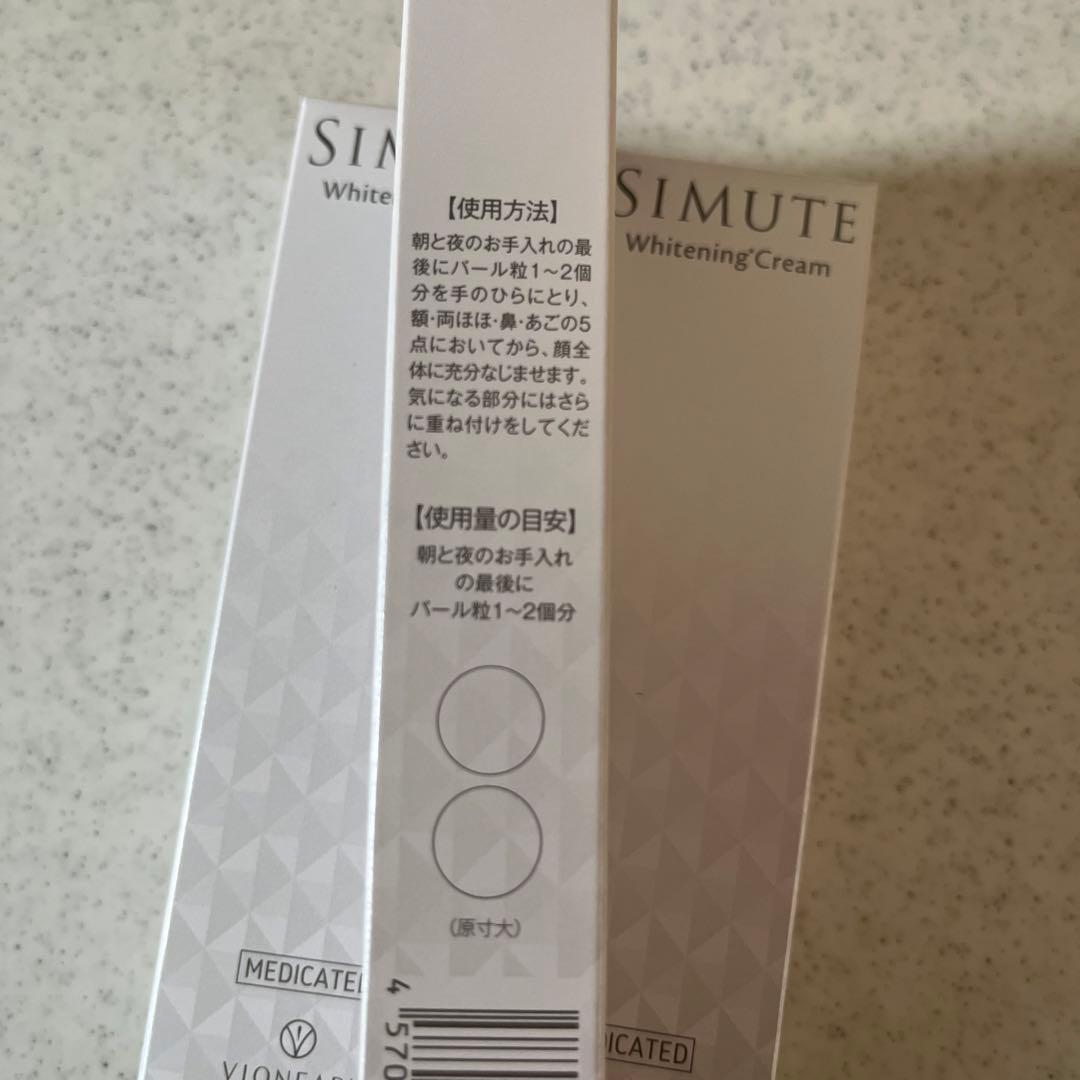 SIM
White
【使用方法】
朝と夜のお手入れの最
後にパール粒1〜2個
分を手のひらにとり、
額・両ほほ・鼻・あごの5
点においてから、顔全
体に充分なじませます。
気になる部分にはさら
に重ね付けをしてくだ
さい。
【使用量の目安】
朝と夜のお手入れ
の最後に
パール粒1〜2個分
(原寸大)
4 570
SIMUTE
Whitening*Cream
MEDICATED
DICATED